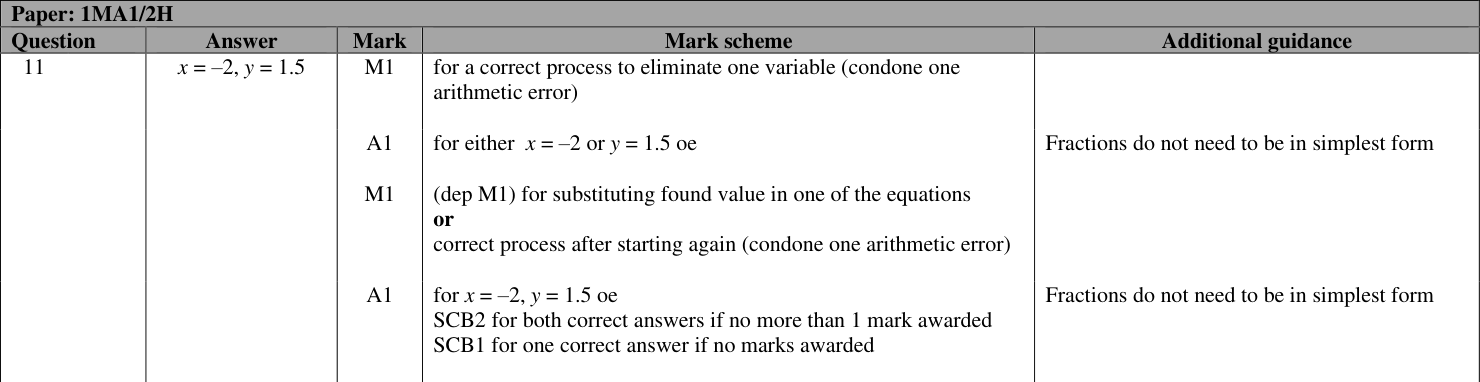 Paper: 1MA1/2H
Question Answer Mark Mark scheme Additional guidance
11 x = –2, y = 1.5 M1 for a correct process to eliminate one variable (condone one
arithmetic error)
A1 for either x = –2 or y = 1.5 oe Fractions do not need to be in simplest form
M1 (dep M1) for substituting found value in one of the equations
or
correct process after starting again (condone one arithmetic error)
A1 for x = –2, y = 1.5 oe Fractions do not need to be in simplest form
SCB2 for both correct answers if no more than 1 mark awarded
SCB1 for one correct answer if no marks awarded